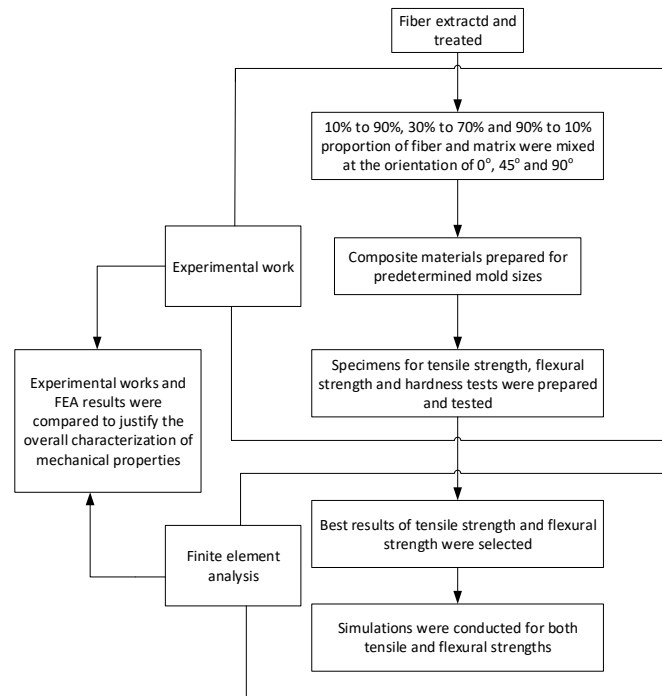 Fiber extractd and
treated
10% to 90%, 30% to 70% and 90% to 10%
proportion of fiber and matrix were mixed
at the orientation of 0°, 45° and 90°
Experimental work
Composite materials prepared for
predetermined mold sizes
Experimental works and
FEA results were
compared to justify the
overall characterization of
mechanical properties
Specimens for tensile strength, flexural
strength and hardness tests were prepared
and tested
Best results of tensile strength and flexural
strength were selected
Finite element
analysis
Simulations were conducted for both
tensile and flexural strengths